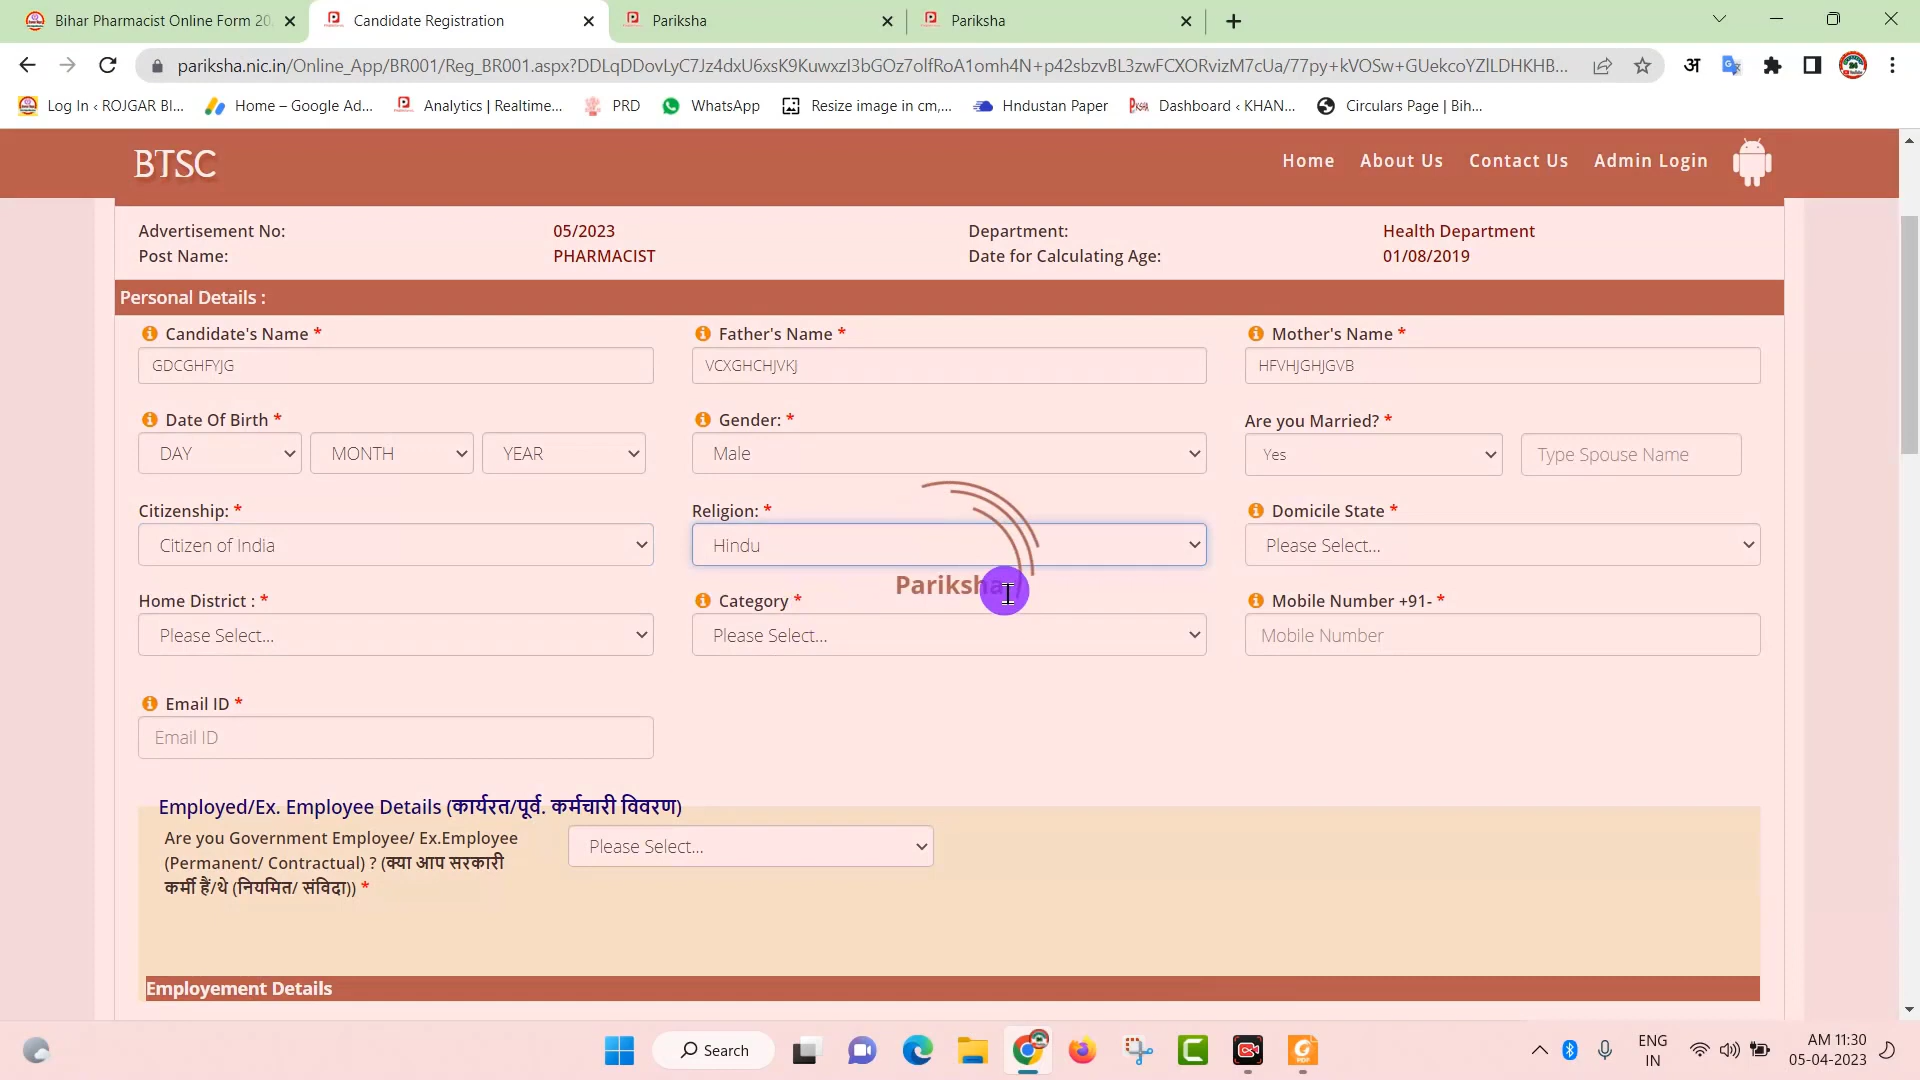 Bihar Pharmacist Online Form 20
Candidate Registration
Pariksha
Pariksha
pariksha.nic.in/Online_App/BR001/Reg_BR001.aspx?DDLqDDovLyC7Jz4dxU6xsK9KuwxzI3bGOz7olfRoA1omh4N+p42sbzvBL3zwFCXORvizM7cUa/77py+kVOSw+GUekcoYZlLDHKHB...
अ
Log In ‹ ROJGAR BI...
Home – Google Ad...
Analytics | Realtime...
PRD
WhatsApp
Resize image in cm,...
Hndustan Paper
Dashboard ‹ KHAN...
Circulars Page | Bih...
BTSC
Home
About Us
Contact Us
Admin Login
Advertisement No:
05/2023
Department:
Health Department
Post Name:
PHARMACIST
Date for Calculating Age:
01/08/2019
Personal Details :
Candidate's Name *
Father's Name *
Mother's Name *
GDCGHFYJG
VCXGHCHJVKJ
HFVHJGHJGVB
Date Of Birth *
Gender: *
Are you Married? *
DAY
MONTH
YEAR
Male
Yes
Type Spouse Name
Citizenship: *
Religion: *
Domicile State *
Citizen of India
Hindu
Please Select...
Pariksha
Home District : *
Category *
Mobile Number +91- *
Please Select...
Please Select...
Mobile Number
Email ID *
Email ID
Employed/Ex. Employee Details (कार्यरत/पूर्व. कर्मचारी विवरण)
Are you Government Employee/ Ex.Employee
(Permanent/ Contractual) ? (क्या आप सरकारी
कर्मी हैं/थे (नियमित/ संविदा)) *
Please Select...
Employement Details
Search
ENG
IN
AM 11:30
05-04-2023